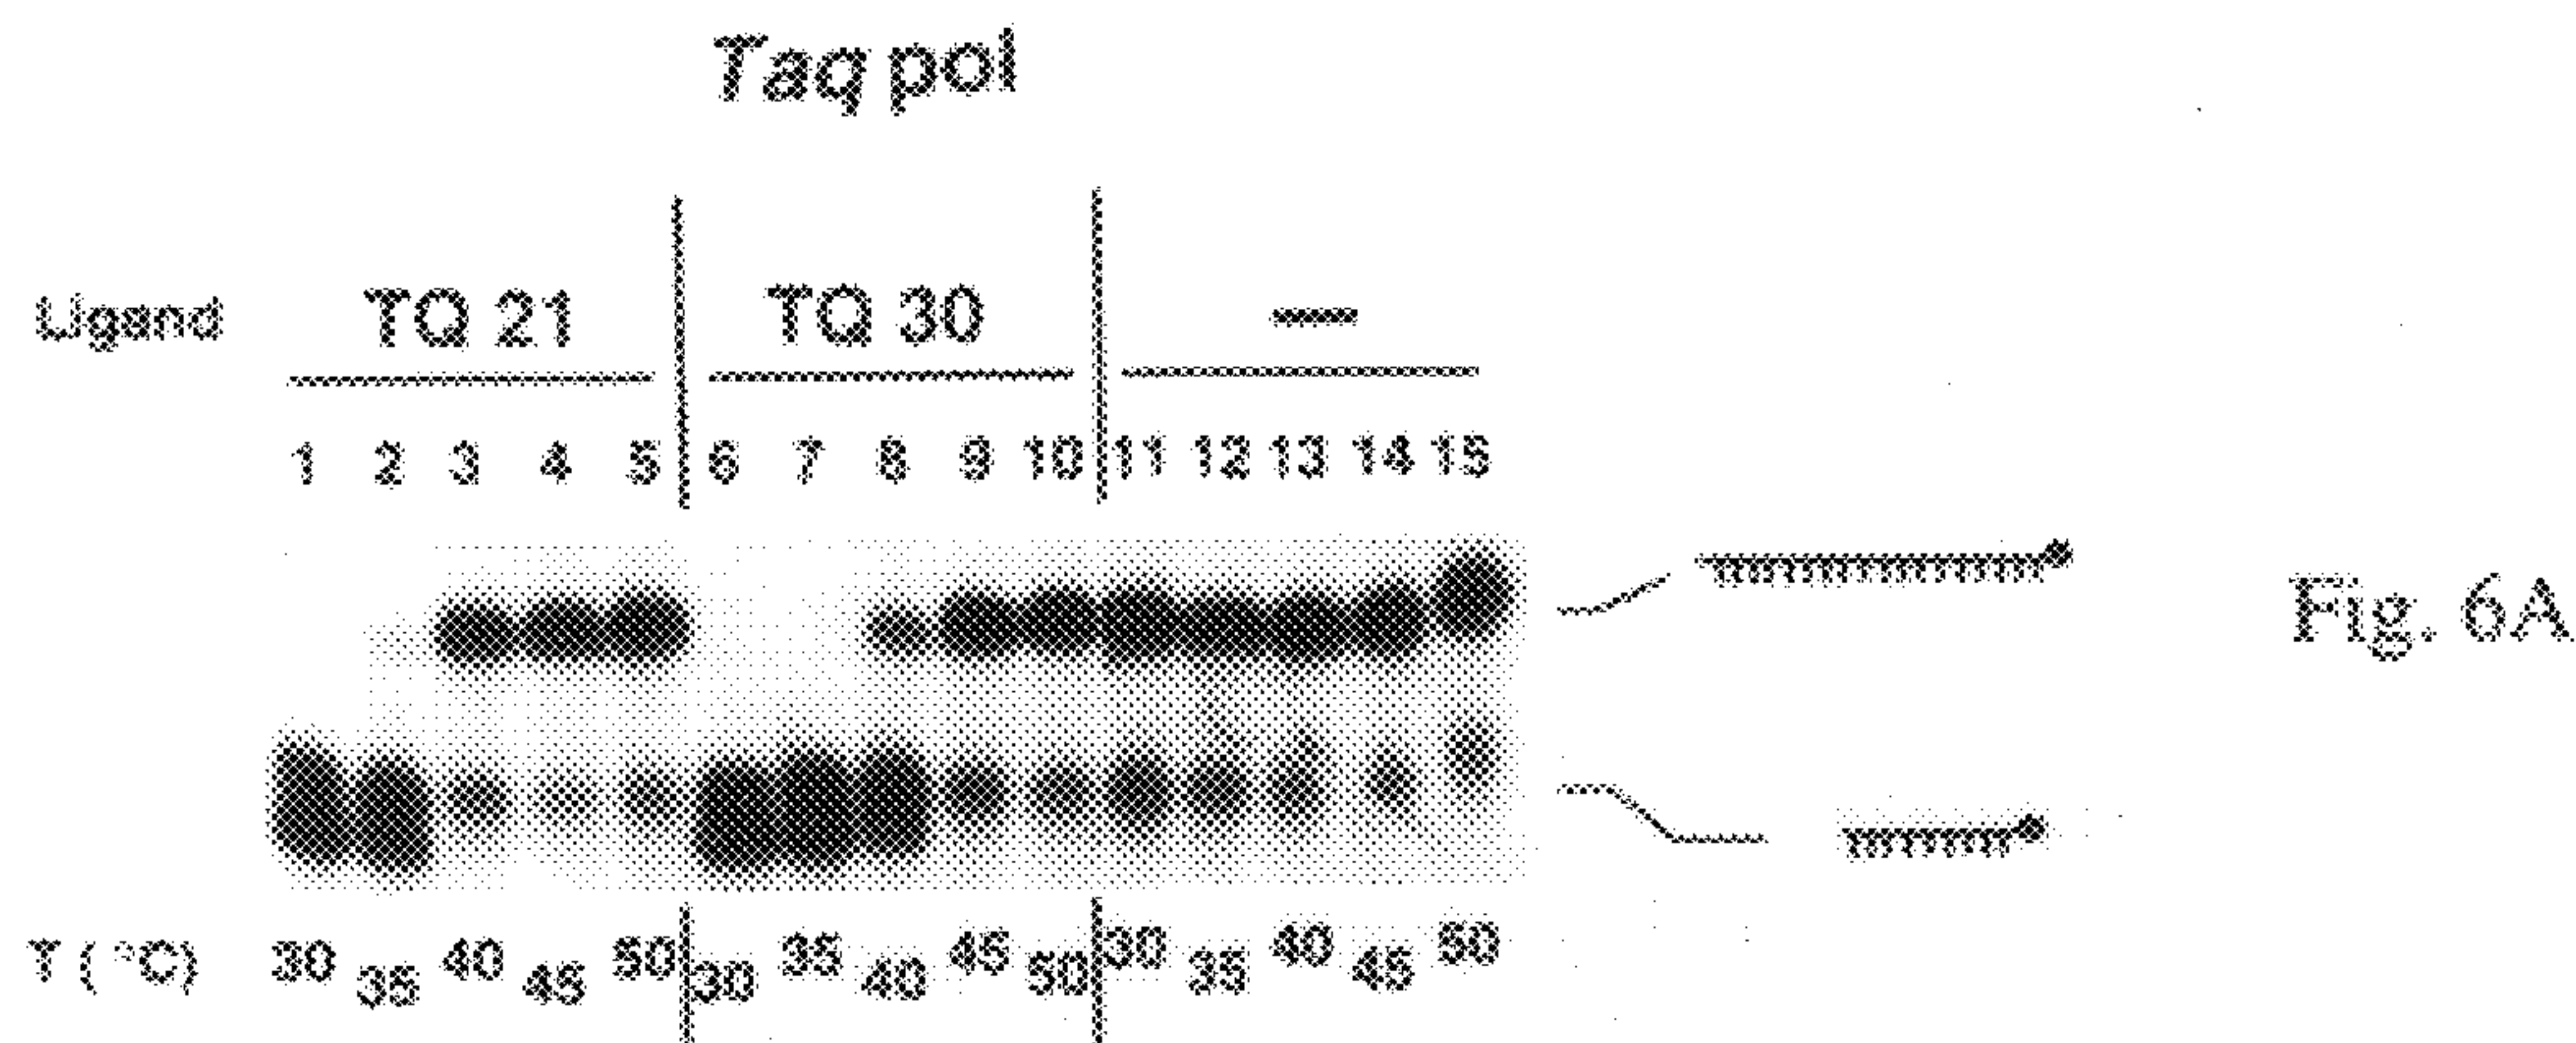 Taq pol
Ligand TQ 21 TQ 30 —
1 2 3 4 5 6 7 8 9 10 11 12 13 14 15
Fig. 6A
T (°C) 30 35 40 45 50 30 35 40 45 50 30 35 40 45 50